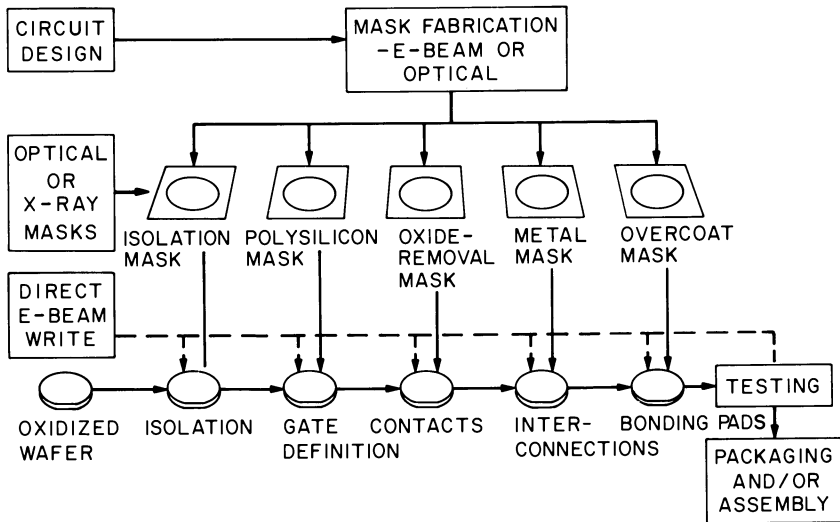 CIRCUIT
DESIGN
MASK FABRICATION
-E-BEAM OR
OPTICAL
OPTICAL
OR
X-RAY
MASKS
ISOLATION
MASK
POLYSILICON
MASK
OXIDE-
REMOVAL
MASK
METAL
MASK
OVERCOAT
MASK
DIRECT
E-BEAM
WRITE
OXIDIZED
WAFER
ISOLATION
GATE
DEFINITION
CONTACTS
INTER-
CONNECTIONS
BONDING PADS
TESTING
PACKAGING
AND/OR
ASSEMBLY